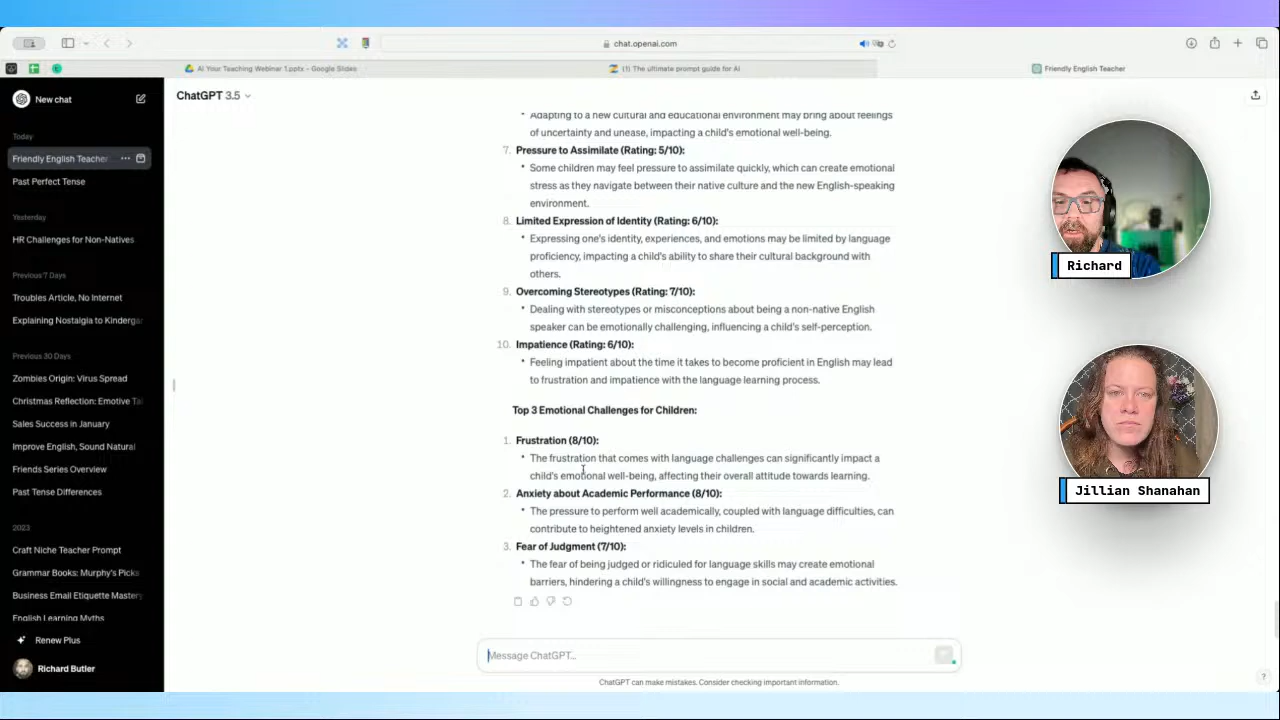 chat.openai.com
AI Your Teaching Webinar 1.pptx - Google Slides
(1) The ultimate prompt guide for AI
Friendly English Teacher
New chat
ChatGPT 3.5
Today
Friendly English Teacher
Past Perfect Tense
Yesterday
HR Challenges for Non-Natives
Previous 7 Days
Troubles Article, No Internet
Explaining Nostalgia to Kinderga
Previous 30 Days
Zombies Origin: Virus Spread
Christmas Reflection: Emotive Ta
Sales Success in January
Improve English, Sound Natural
Friends Series Overview
Past Tense Differences
2023
Craft Niche Teacher Prompt
Grammar Books: Murphy's Picks
Business Email Etiquette Master
English Learning Myths
Renew Plus
Richard Butler
• Adapting to a new cultural and educational environment may bring about feelings
of uncertainty and unease, impacting a child's emotional well-being.
7. Pressure to Assimilate (Rating: 5/10):
• Some children may feel pressure to assimilate quickly, which can create emotional
stress as they navigate between their native culture and the new English-speaking
environment.
8. Limited Expression of Identity (Rating: 6/10):
• Expressing one's identity, experiences, and emotions may be limited by language
proficiency, impacting a child's ability to share their cultural background with
others.
9. Overcoming Stereotypes (Rating: 7/10):
• Dealing with stereotypes or misconceptions about being a non-native English
speaker can be emotionally challenging, influencing a child's self-perception.
10. Impatience (Rating: 6/10):
• Feeling impatient about the time it takes to become proficient in English may lead
to frustration and impatience with the language learning process.
Top 3 Emotional Challenges for Children:
1. Frustration (8/10):
• The frustration that comes with language challenges can significantly impact a
child's emotional well-being, affecting their overall attitude towards learning.
2. Anxiety about Academic Performance (8/10):
• The pressure to perform well academically, coupled with language difficulties, can
contribute to heightened anxiety levels in children.
3. Fear of Judgment (7/10):
• The fear of being judged or ridiculed for language skills may create emotional
barriers, hindering a child's willingness to engage in social and academic activities.
Message ChatGPT...
ChatGPT can make mistakes. Consider checking important information.
Richard
Jillian Shanahan